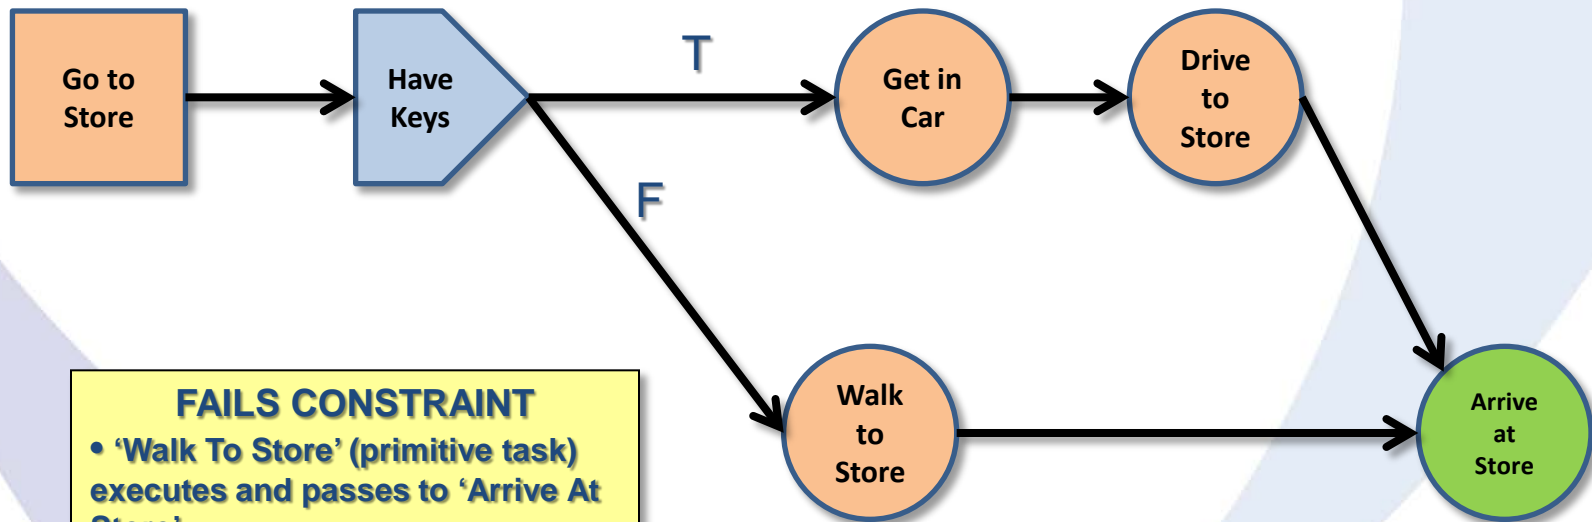 Go to
Store
Have
Keys
T
Get in
Car
Drive
to
Store
F
Walk
to
Store
Arrive
at
Store
FAILS CONSTRAINT
• ‘Walk To Store’ (primitive task)
executes and passes to ‘Arrive At